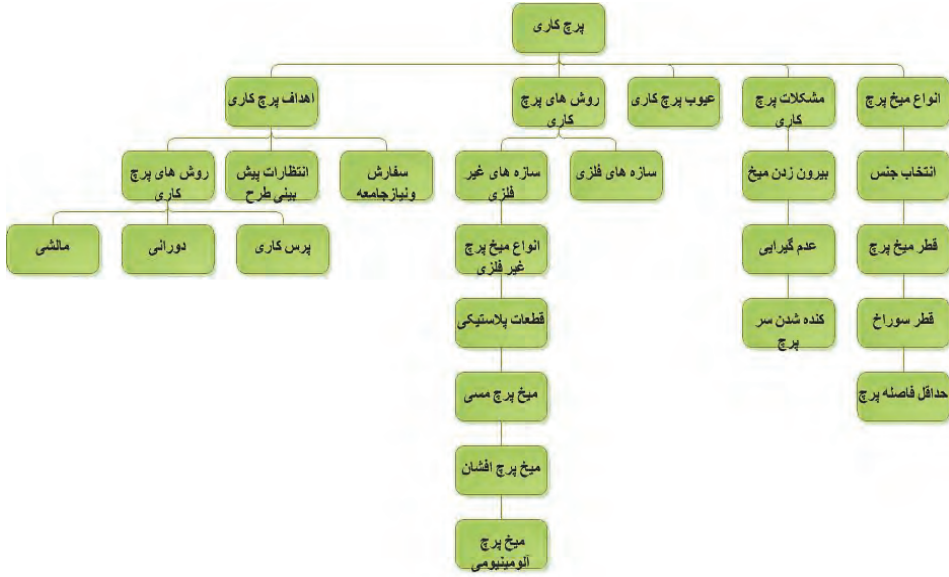 پرچ کاری
انواع میخ پرچ
مشکلات پرچ
کاری
عیوب پرچ کاری
روش های پرچ
کاری
اهداف پرچ کاری
انتخاب جنس
بیرون زدن میخ
سازه های فلزی
سازه های غیر
فلزی
سفارش
ونیازجامعه
انتظارات پیش
بینی طرح
روش های پرچ
کاری
قطر میخ پرچ
عدم گیرایی
انواع میخ پرچ
غیر فلزی
پرس کاری
دورانی
مالشی
قطر سوراخ
کنده شدن سر
پرچ
قطعات پلاستیکی
حداقل فاصله پرچ
میخ پرچ مسی
میخ پرچ افشان
میخ پرچ
آلومینیومی